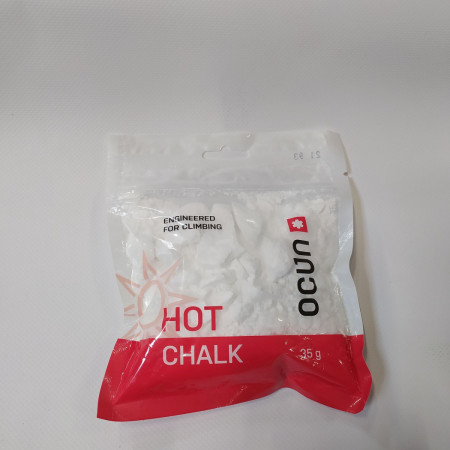 ENGINEERED
FOR CLIMBING
OCUN
HOT
CHALK
35 g